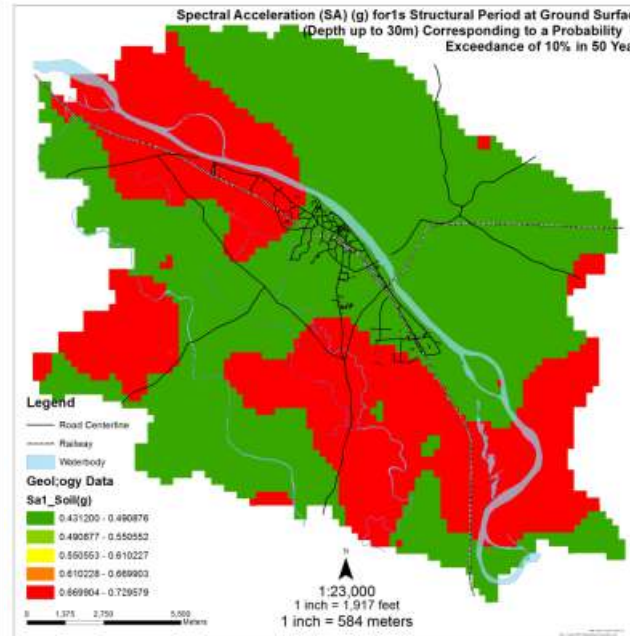 Spectral Acceleration (SA) (g) for1s Structural Period at Ground Surfac
(Depth up to 30m) Corresponding to a Probability
Exceedance of 10% in 50 Yea
Legend
Road Centerline
Railway
Waterbody
Geol;ogy Data
Sa1_Soil(g)
0.431200 - 0.490876
0.490877 - 0.550552
0.550553 - 0.610227
0.610228 - 0.669903
0.669904 - 0.729579
N
1:23,000
1 inch = 1,917 feet
1 inch = 584 meters
0 1,375 2,750 5,500
Meters